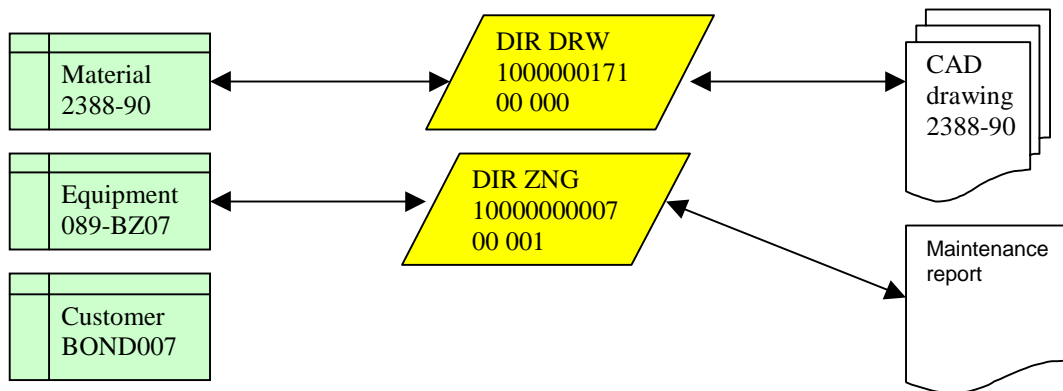 Material
2388-90
DIR DRW
1000000171
00 000
CAD
drawing
2388-90
Equipment
089-BZ07
DIR ZNG
10000000007
00 001
Maintenance
report
Customer
BOND007